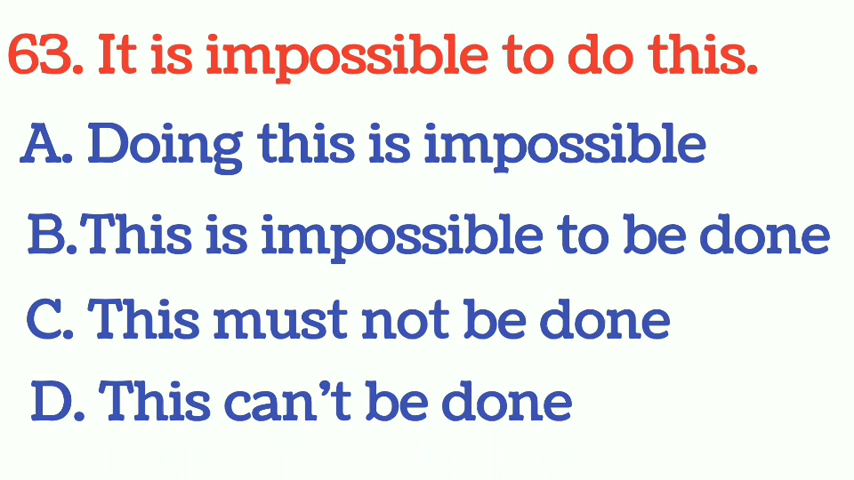 63. It is impossible to do this.
A. Doing this is impossible
B.This is impossible to be done
C. This must not be done
D. This can't be done